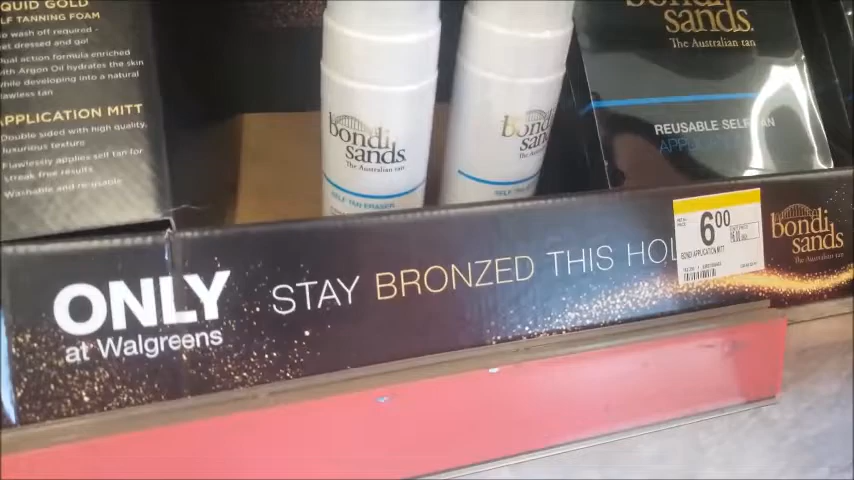 QUID GOLD
LF TANNING FOAM
o wash off required.
et dressed and go!
ual action formula enriched
ith Argon Oil hydrates the skin
hile developing into a natural
awless tan
APPLICATION MITT
Double sided with high quality,
luxurious texture
Flawlessly applies self tan for
streak free results
Washable and re-usable
bondi
sands
The Australian tan
SELF TAN ERASER
bondi
sands
The Australian
bondi
sands
The Australian tan
REUSABLE SELF TAN
APPLICATION
ONLY
at Walgreens
STAY BRONZED THIS HOL
6.00
BONDI APPLICATION MITT
bondi
sands
The Australian tan